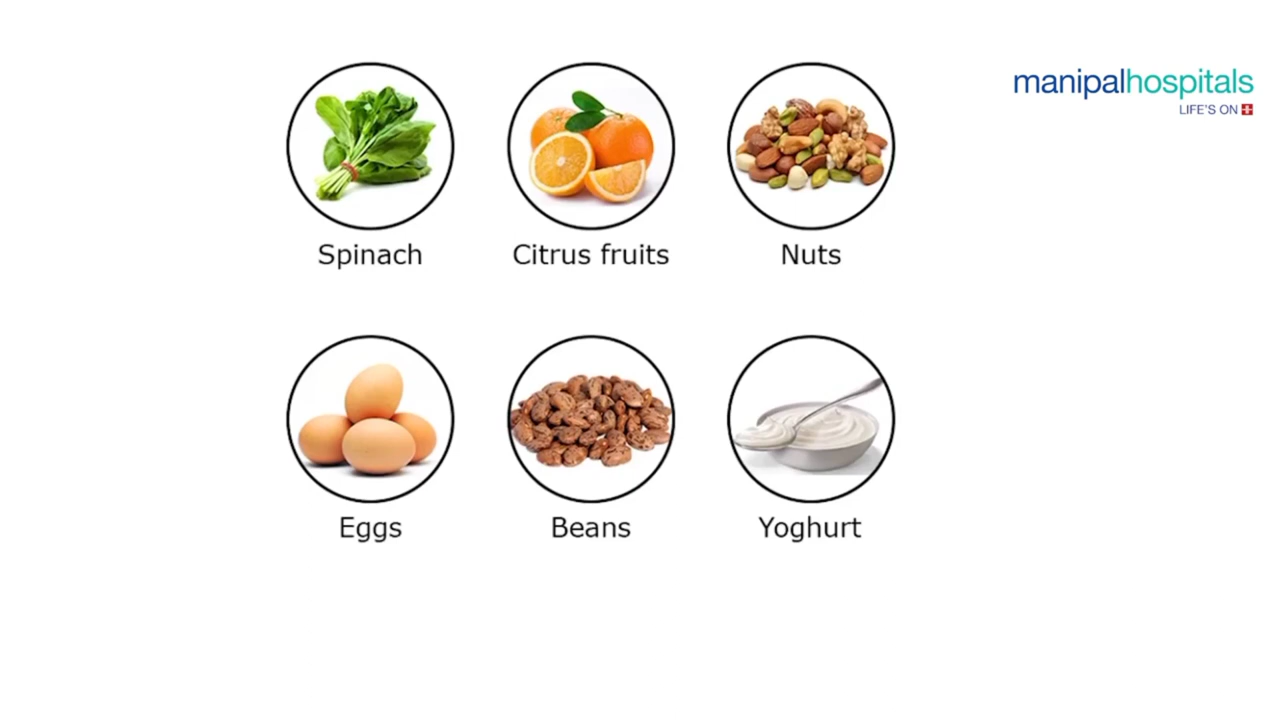 manipalhospitals
LIFE'S ON
Spinach
Citrus fruits
Nuts
Eggs
Beans
Yoghurt